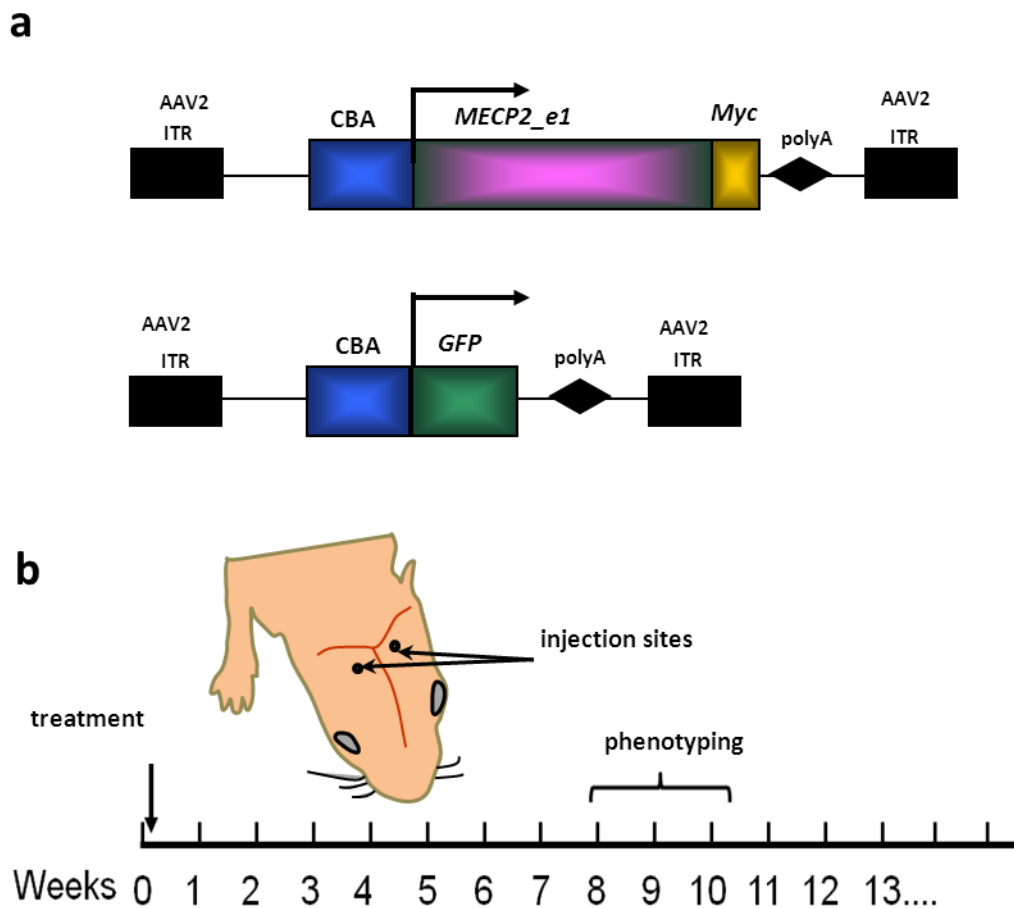 a
AAV2
ITR
CBA
MECP2_e1
Myc
polyA
AAV2
ITR
AAV2
ITR
CBA
GFP
polyA
AAV2
ITR
b
injection sites
treatment
phenotyping
Weeks 0 1 2 3 4 5 6 7 8 9 10 11 12 13....